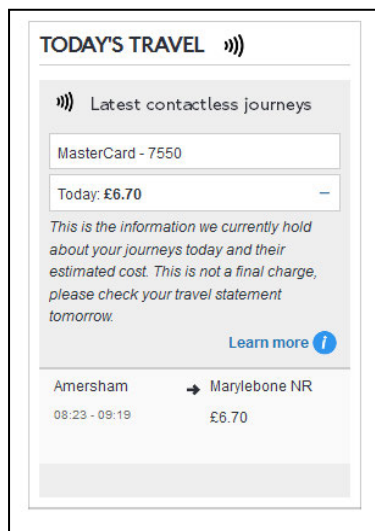 TODAY'S TRAVEL
Latest contactless journeys
MasterCard - 7550
Today: £6.70 –
This is the information we currently hold
about your journeys today and their
estimated cost. This is not a final charge,
please check your travel statement
tomorrow.
Learn more i
Amersham → Marylebone NR
08:23 - 09:19 £6.70